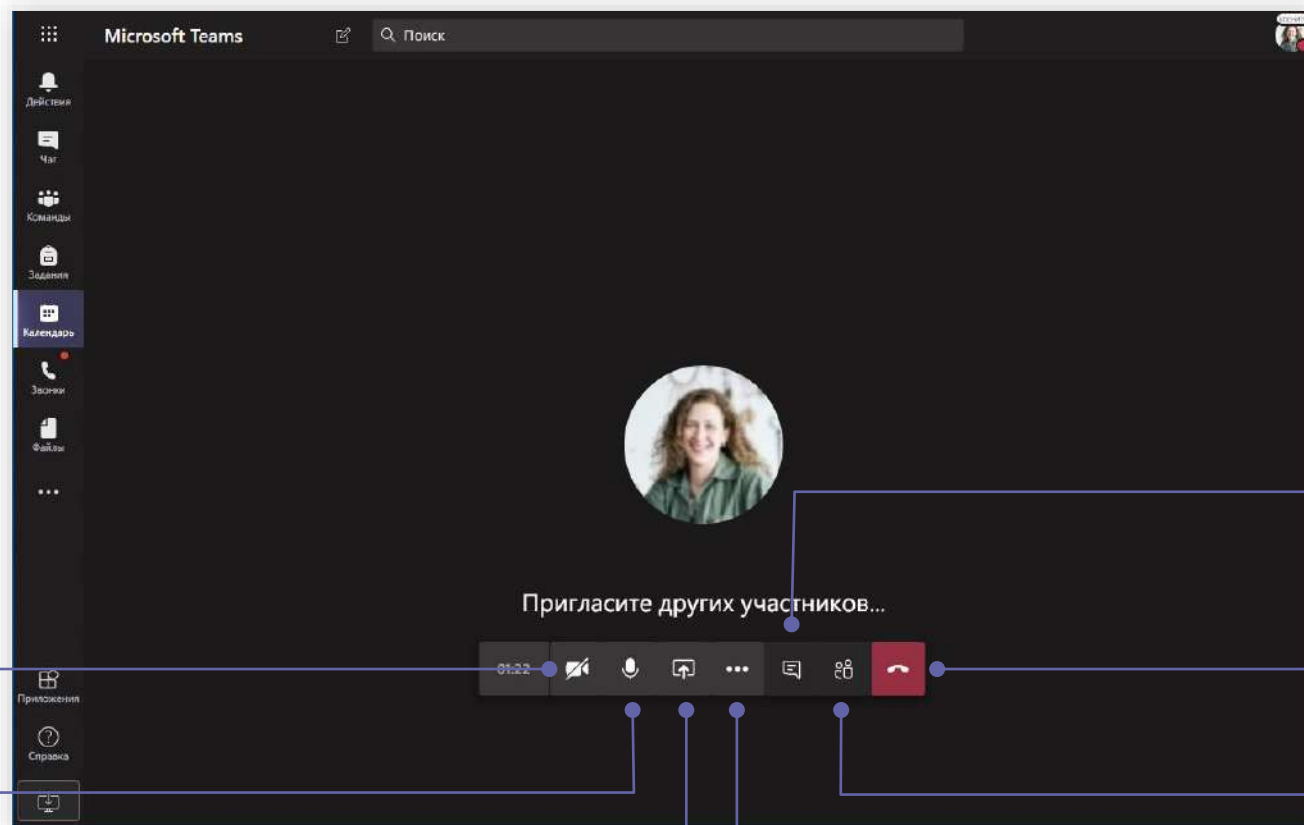 Microsoft Teams
Поиск
Действия
Чат
Команды
Задания
Календарь
Звонки
Файлы
Пригласите других участников...
01:22
Приложения
Справка